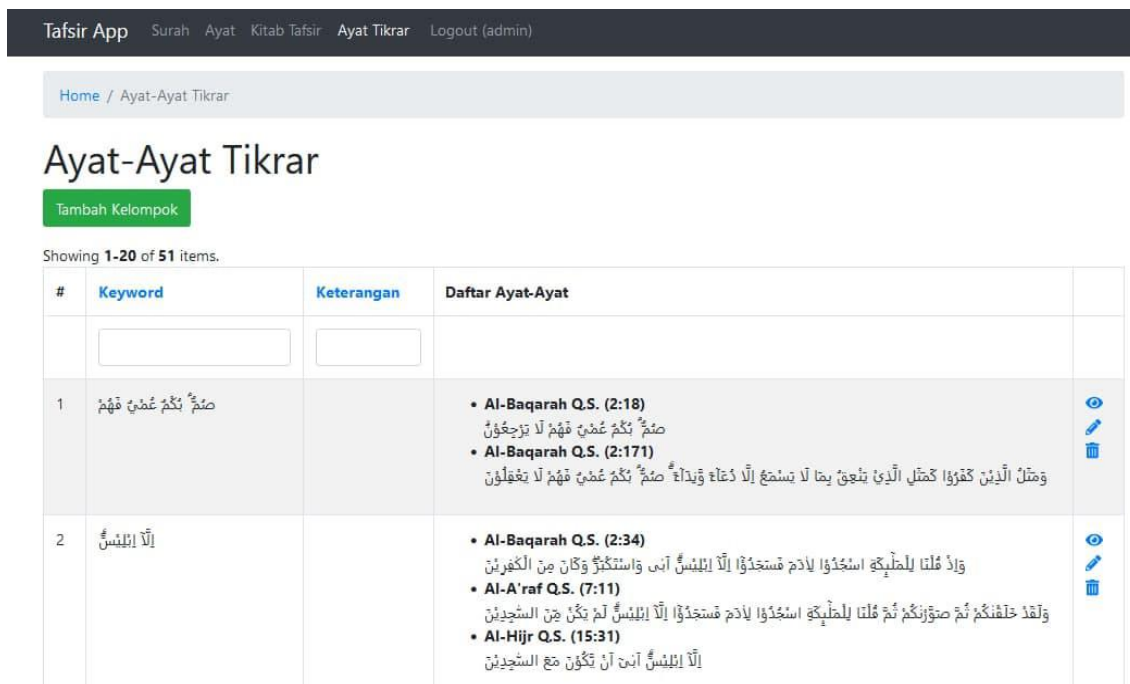 Tafsir App Surah Ayat Kitab Tafsir Ayat Tikrar Logout (admin)
Home / Ayat-Ayat Tikrar
Ayat-Ayat Tikrar
Tambah Kelompok
Showing 1-20 of 51 items.
# Keyword Keterangan Daftar Ayat-Ayat
1 صُمٌّ ۢ بُكْمٌ عُمْيٌ فَهُمْ
• Al-Baqarah Q.S. (2:18)
صُمٌّ ۢ بُكْمٌ عُمْيٌ فَهُمْ لَا يَرْجِعُوْنَۙ
• Al-Baqarah Q.S. (2:171)
وَمَثَلُ الَّذِيْنَ كَفَرُوْا كَمَثَلِ الَّذِيْ يَنْعِقُ بِمَا لَا يَسْمَعُ اِلَّا دُعَاۤءً وَّنِدَاۤءً ۗ صُمٌّ ۢ بُكْمٌ عُمْيٌ فَهُمْ لَا يَعْقِلُوْنَ
2 اِلَّآ اِبْلِيْسَۗ
• Al-Baqarah Q.S. (2:34)
وَاِذْ قُلْنَا لِلْمَلٰۤىِٕكَةِ اسْجُدُوْا لِاٰدَمَ فَسَجَدُوْٓا اِلَّآ اِبْلِيْسَۗ اَبٰى وَاسْتَكْبَرَۖ وَكَانَ مِنَ الْكٰفِرِيْنَ
• Al-A'raf Q.S. (7:11)
وَلَقَدْ خَلَقْنٰكُمْ ثُمَّ صَوَّرْنٰكُمْ ثُمَّ قُلْنَا لِلْمَلٰۤىِٕكَةِ اسْجُدُوْا لِاٰدَمَ فَسَجَدُوْٓا اِلَّآ اِبْلِيْسَۗ لَمْ يَكُنْ مِّنَ السّٰجِدِيْنَ
• Al-Hijr Q.S. (15:31)
اِلَّآ اِبْلِيْسَۗ اَبٰىٓ اَنْ يَّكُوْنَ مَعَ السّٰجِدِيْنَ